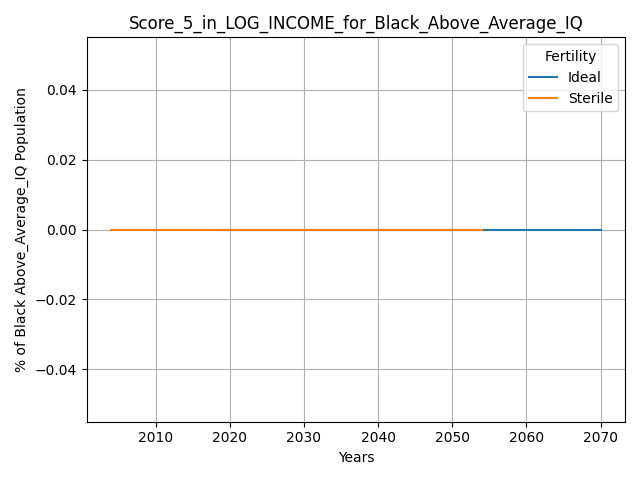 Score_5_in_LOG_INCOME_for_Black_Above_Average_IQ
Fertility
Ideal
Sterile
% of Black Above_Average_IQ Population
0.04
0.02
0.00
−0.02
−0.04
2010 2020 2030 2040 2050 2060 2070
Years